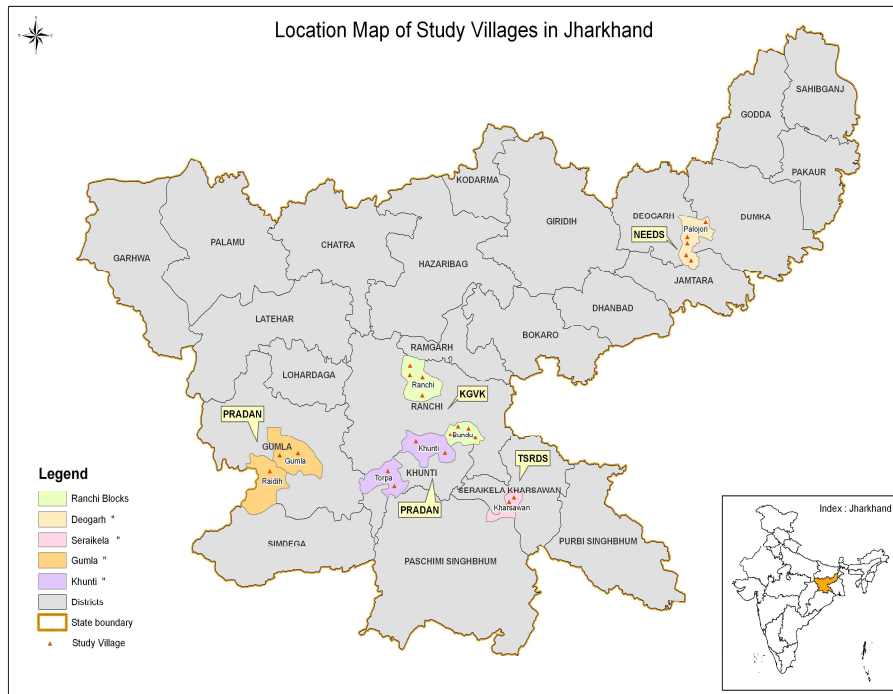 Location Map of Study Villages in Jharkhand
SAHIBGANJ
GODDA
PAKAUR
KODARMA
DUMKA
DEOGARH
GIRIDIH
Palojori
NEEDS
PALAMU
CHATRA
GARHWA
HAZARIBAG
JAMTARA
DHANBAD
LATEHAR
BOKARO
RAMGARH
LOHARDAGA
Ranchi
KGVK
RANCHI
PRADAN
Bundu
GUMLA
Khunti
Gumla
TSRDS
KHUNTI
Torpa
Raidih
SERAIKELA KHARSAWAN
Kharsawan
PRADAN
SIMDEGA
PURBI SINGHBHUM
PASCHIMI SINGHBHUM
Legend
Ranchi Blocks
Deogarh "
Seraikela "
Gumla "
Khunti "
Districts
State boundary
Study Village
Index : Jharkhand